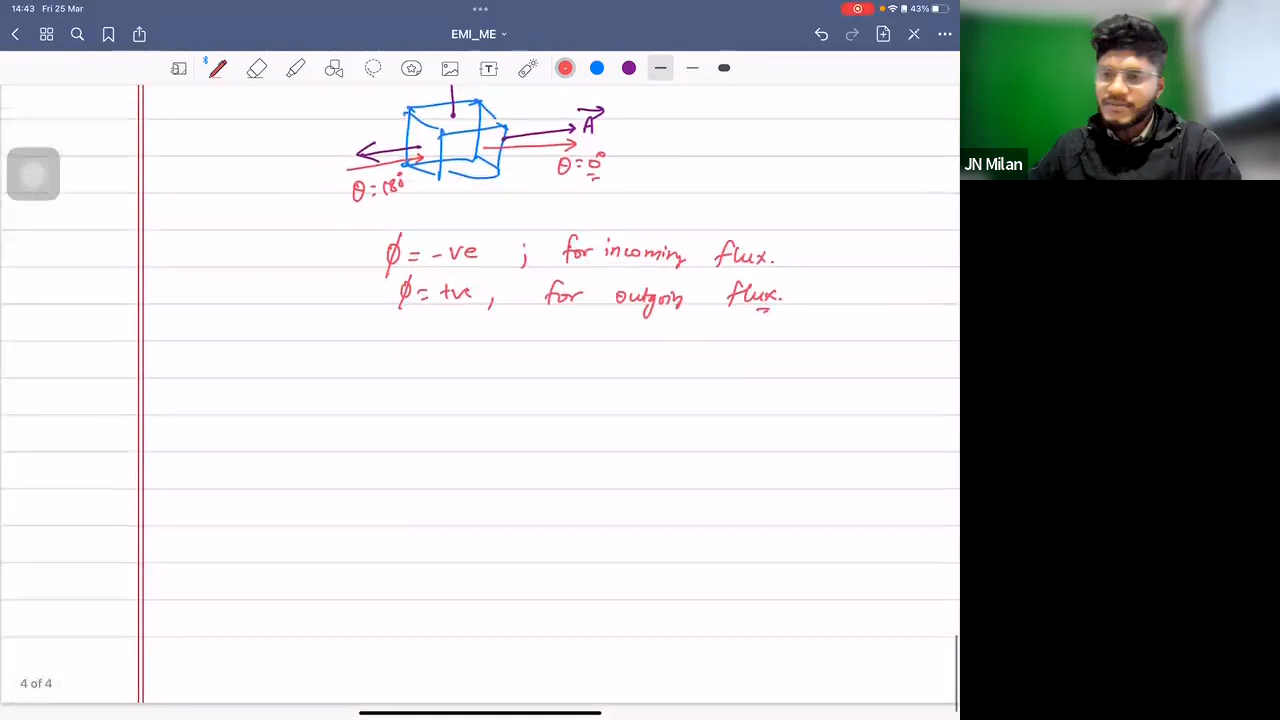 14:43 Fri 25 Mar
43%
EMI_ME
A
θ = 0°
θ = 180°
JN Milan
ϕ = -ve ; for incoming flux.
ϕ = +ve , for outgoin flux.
4 of 4